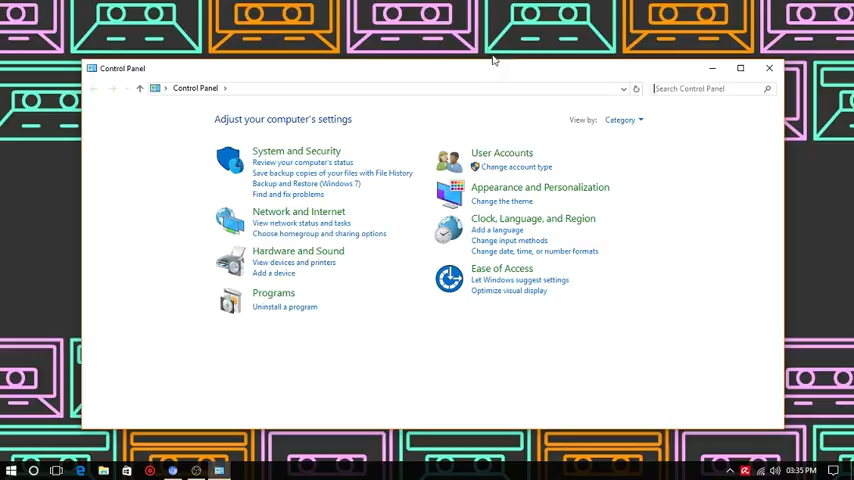 Control Panel
Control Panel
Search Control Panel
Adjust your computer's settings
View by: Category
System and Security
Review your computer's status
Save backup copies of your files with File History
Backup and Restore (Windows 7)
Find and fix problems
Network and Internet
View network status and tasks
Choose homegroup and sharing options
Hardware and Sound
View devices and printers
Add a device
Programs
Uninstall a program
User Accounts
Change account type
Appearance and Personalization
Change the theme
Clock, Language, and Region
Add a language
Change input methods
Change date, time, or number formats
Ease of Access
Let Windows suggest settings
Optimize visual display
03:35 PM